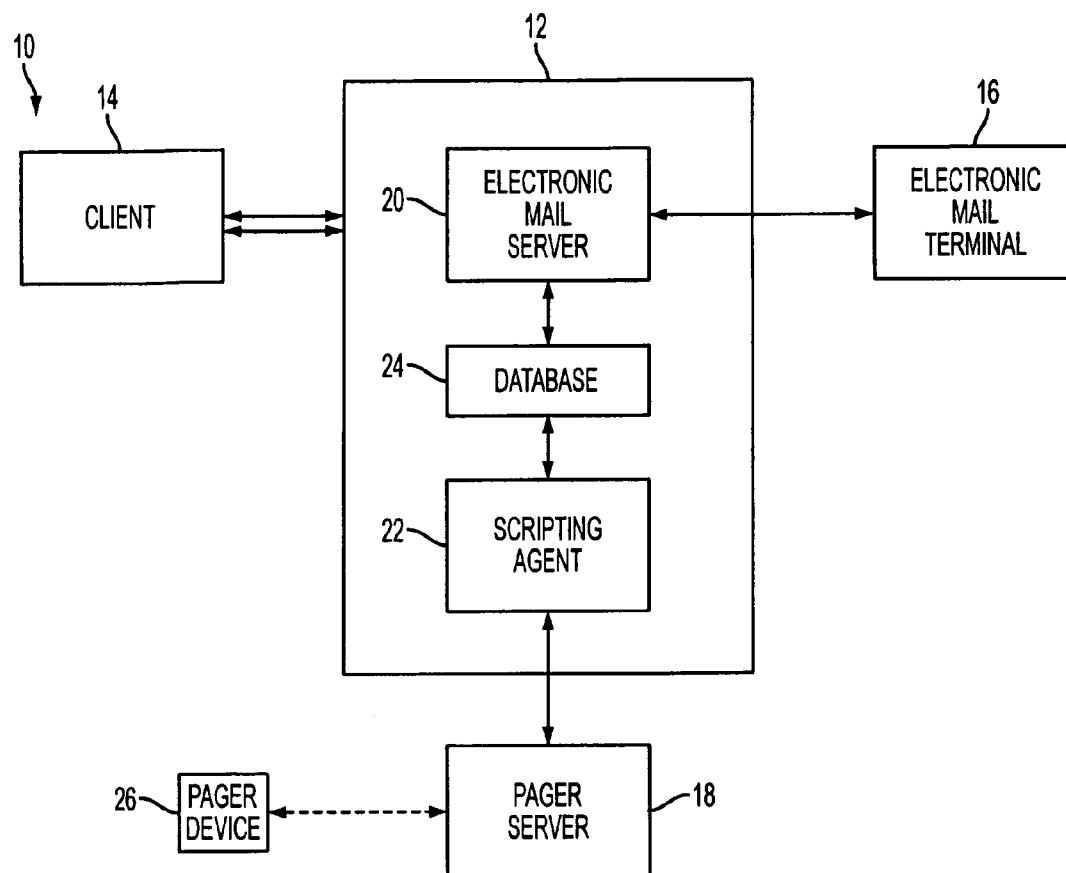 10
14
CLIENT
12
20
ELECTRONIC
MAIL
SERVER
16
ELECTRONIC
MAIL
TERMINAL
24
DATABASE
22
SCRIPTING
AGENT
26
PAGER
DEVICE
PAGER
SERVER
18